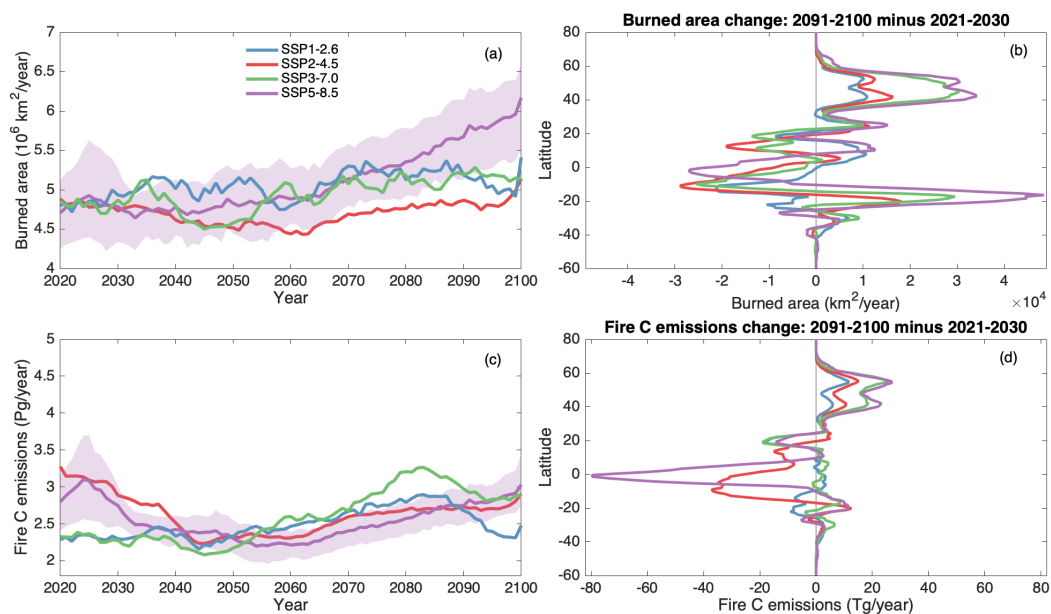 (a)
SSP1-2.6
SSP2-4.5
SSP3-7.0
SSP5-8.5
7
6.5
6
5.5
5
4.5
4
Burned area (10⁶ km²/year)
2020 2030 2040 2050 2060 2070 2080 2090 2100
Year
Burned area change: 2091-2100 minus 2021-2030
(b)
80
60
40
20
0
-20
-40
-60
Latitude
-4 -3 -2 -1 0 1 2 3 4
Burned area (km²/year)
×10⁴
(c)
5
4.5
4
3.5
3
2.5
2
Fire C emissions (Pg/year)
2020 2030 2040 2050 2060 2070 2080 2090 2100
Year
Fire C emissions change: 2091-2100 minus 2021-2030
(d)
80
60
40
20
0
-20
-40
-60
Latitude
-80 -60 -40 -20 0 20 40 60 80
Fire C emissions (Tg/year)